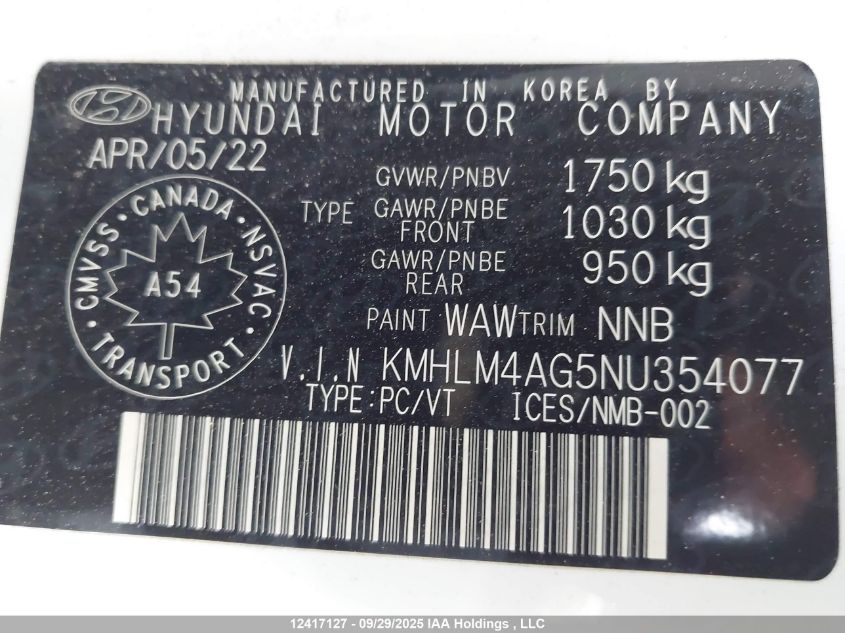 MANUFACTURED IN KOREA BY
HYUNDAI MOTOR COMPANY
APR/05/22
GVWR/PNBV 1750 kg
TYPE GAWR/PNBE FRONT 1030 kg
GAWR/PNBE REAR 950 kg
CANADA
CMVSS • NSVAC
A54
TRANSPORT
PAINT WAW TRIM NNB
V.I.N KMHLM4AG5NU354077
TYPE:PC/VT ICES/NMB-002
12417127 - 09/29/2025 IAA Holdings , LLC